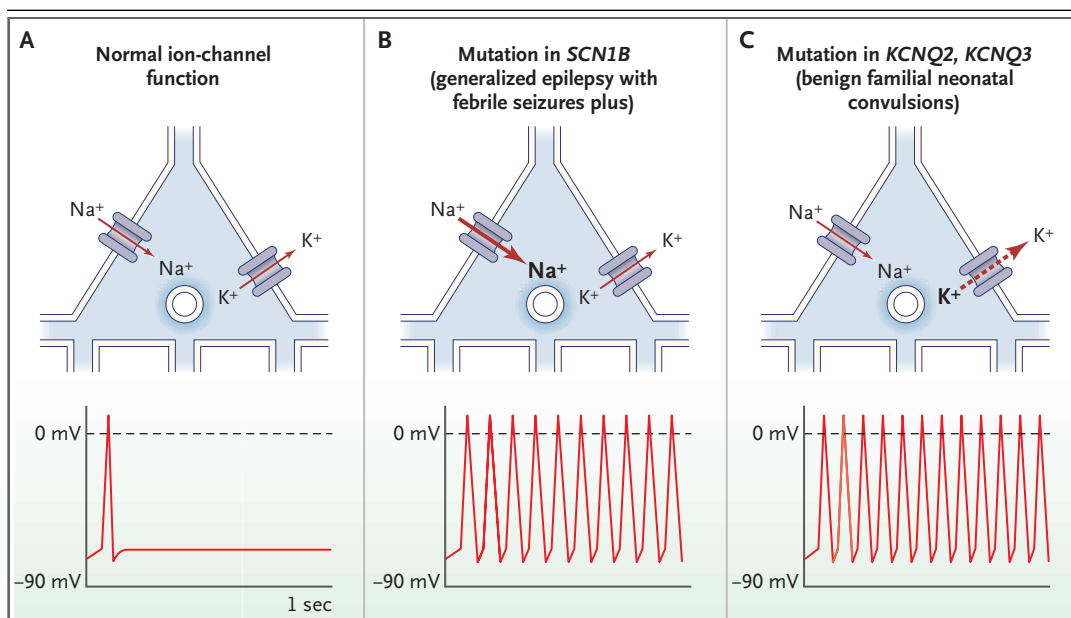 A
Normal ion-channel
function
Na+
Na+
K+
K+
0 mV
–90 mV
1 sec
B
Mutation in SCN1B
(generalized epilepsy with
febrile seizures plus)
Na+
Na+
K+
K+
0 mV
–90 mV
C
Mutation in KCNQ2, KCNQ3
(benign familial neonatal
convulsions)
Na+
Na+
K+
K+
0 mV
–90 mV